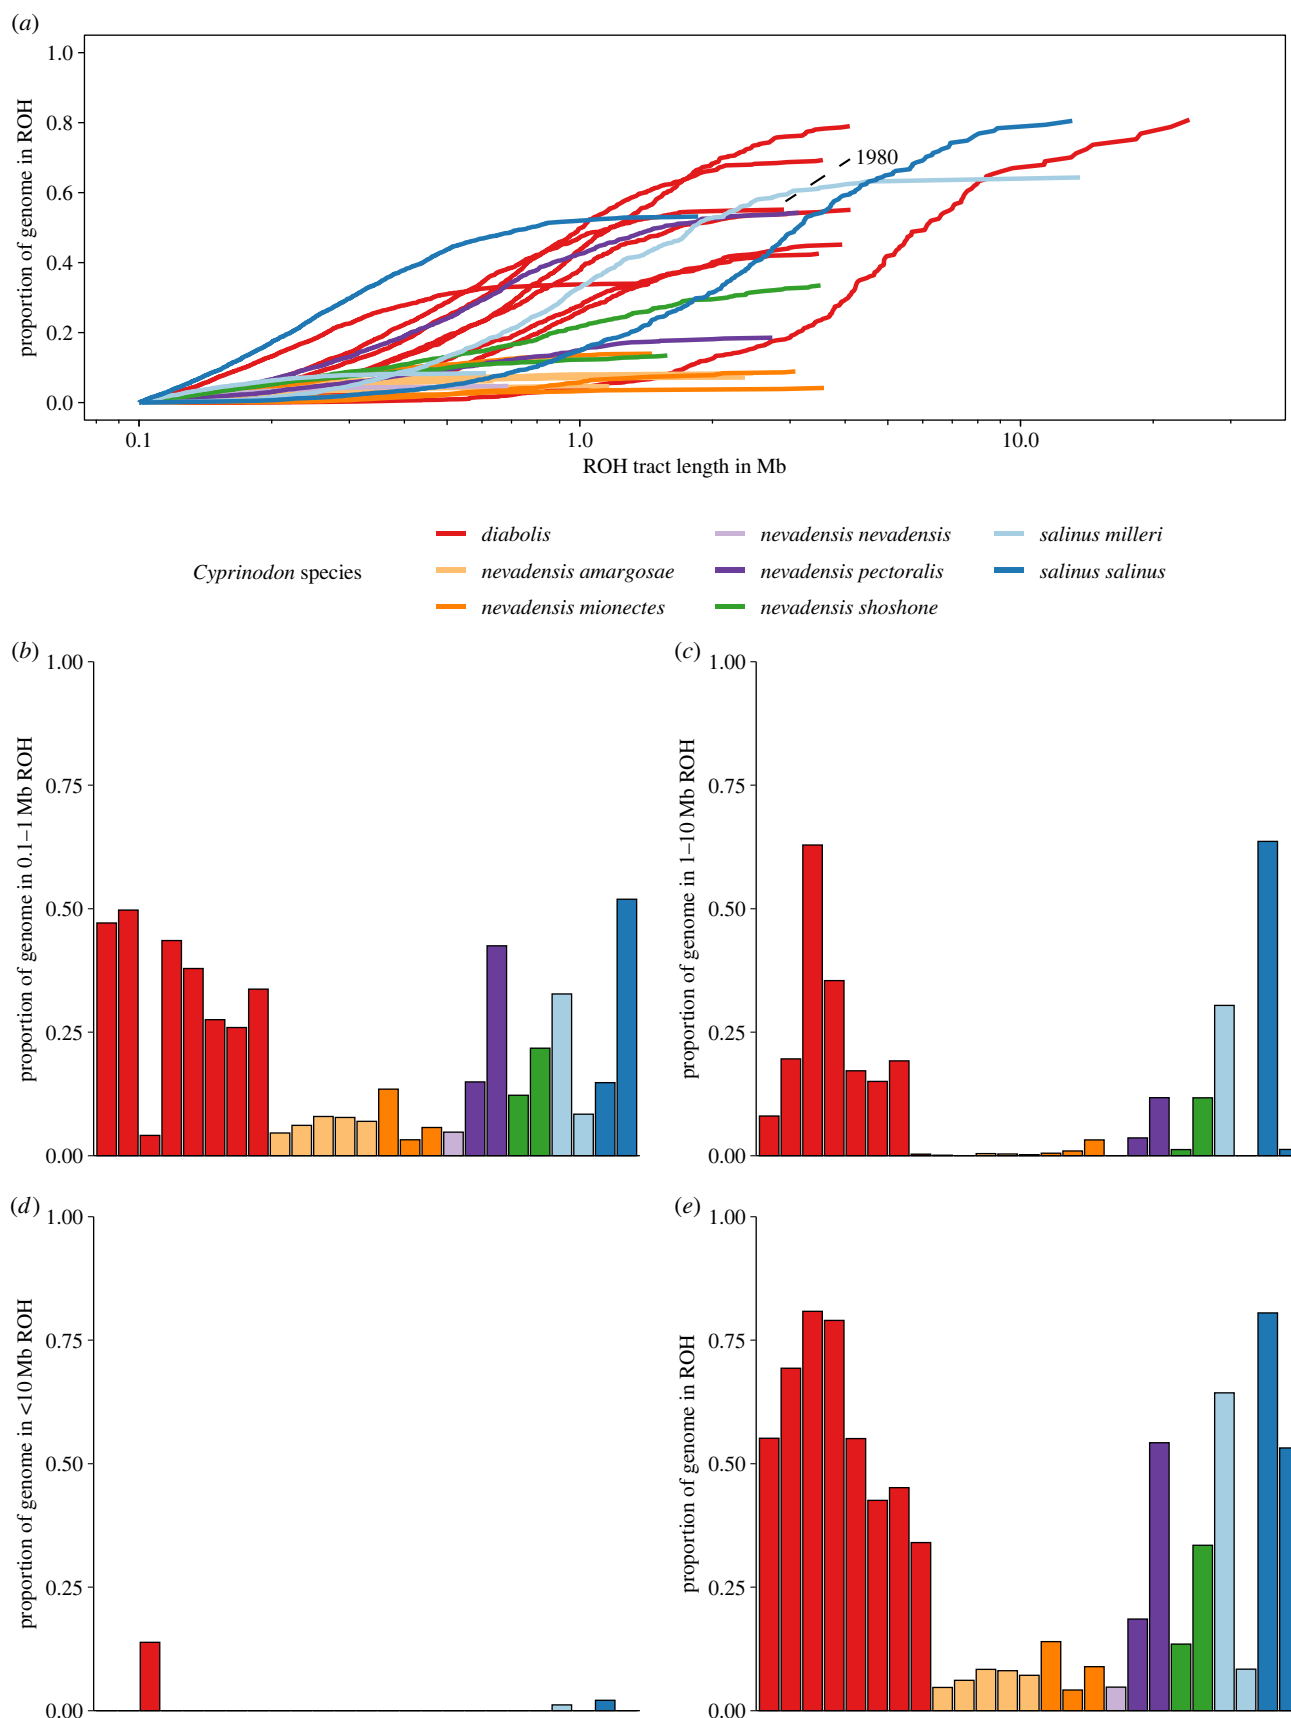 (a)
1.0
0.8
0.6
0.4
0.2
0.0
proportion of genome in ROH
1980
0.1
1.0
10.0
ROH tract length in Mb
Cyprinodon species
diabolis
nevadensis amargosae
nevadensis mionectes
nevadensis nevadensis
nevadensis pectoralis
nevadensis shoshone
salinus milleri
salinus salinus
(b)
1.00
0.75
0.50
0.25
0.00
proportion of genome in 0.1–1 Mb ROH
(c)
1.00
0.75
0.50
0.25
0.00
proportion of genome in 1–10 Mb ROH
(d)
1.00
0.75
0.50
0.25
0.00
proportion of genome in <10 Mb ROH
(e)
1.00
0.75
0.50
0.25
0.00
proportion of genome in ROH